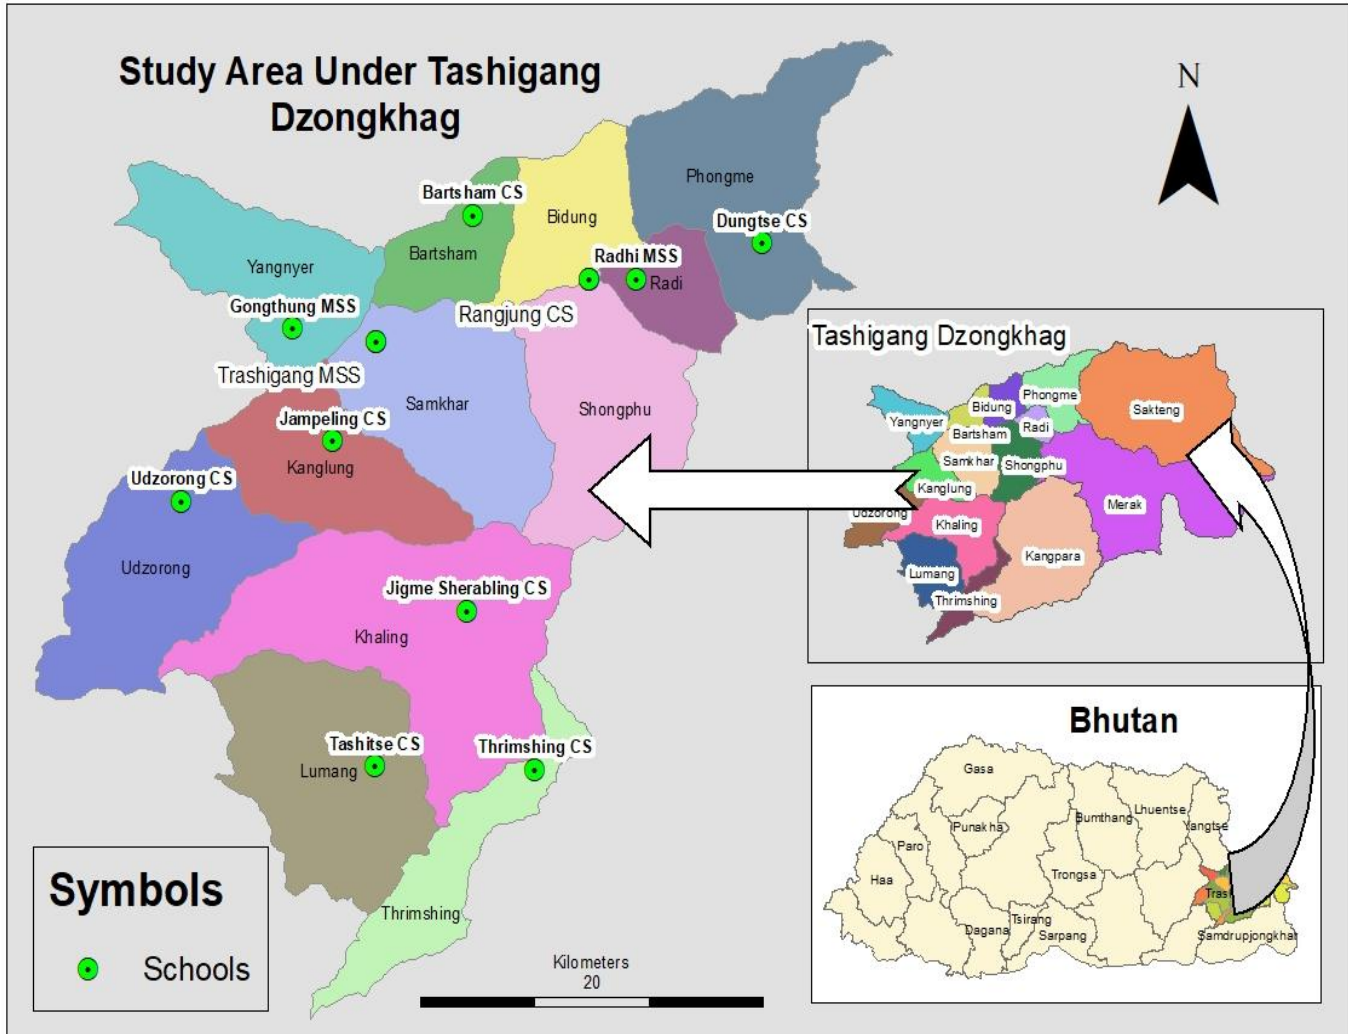 Study Area Under Tashigang
Dzongkhag
N
Phongme
Bartsham CS
Bidung
Dungtse CS
Bartsham
Radhi MSS
Yangnyer
Radi
Gongthung MSS
Rangjung CS
Trashigang MSS
Samkhar
Shongphu
Jampeling CS
Kanglung
Udzorong CS
Udzorong
Jigme Sherabling CS
Khaling
Tashitse CS
Thrimshing CS
Lumang
Thrimshing
Symbols
Schools
Kilometers
20
Tashigang Dzongkhag
Phongme
Sakteng
Bidung
Yangnyer
Radi
Bartsham
Samkhar
Shongphu
Kanglung
Merak
Udzorong
Khaling
Kangpara
Lumang
Thrimshing
Bhutan
Gasa
Lhuentse
Bumthang
Yangtse
Punakha
Paro
Haa
Trongsa
Tras
Tsirang
Dagana
Sarpang
Samdrupjongkhar